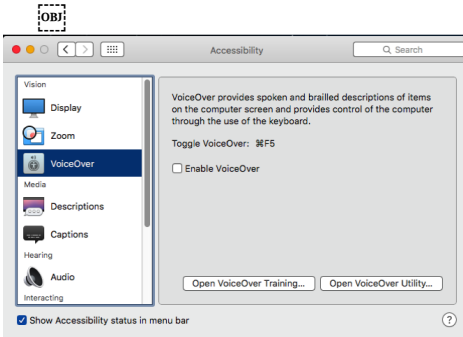 OBJ
Accessibility
Search
Vision
Display
Zoom
VoiceOver
Media
Descriptions
Captions
Hearing
Audio
Interacting
VoiceOver provides spoken and brailled descriptions of items
on the computer screen and provides control of the computer
through the use of the keyboard.
Toggle VoiceOver: ⌘F5
Enable VoiceOver
Open VoiceOver Training...
Open VoiceOver Utility...
Show Accessibility status in menu bar
?